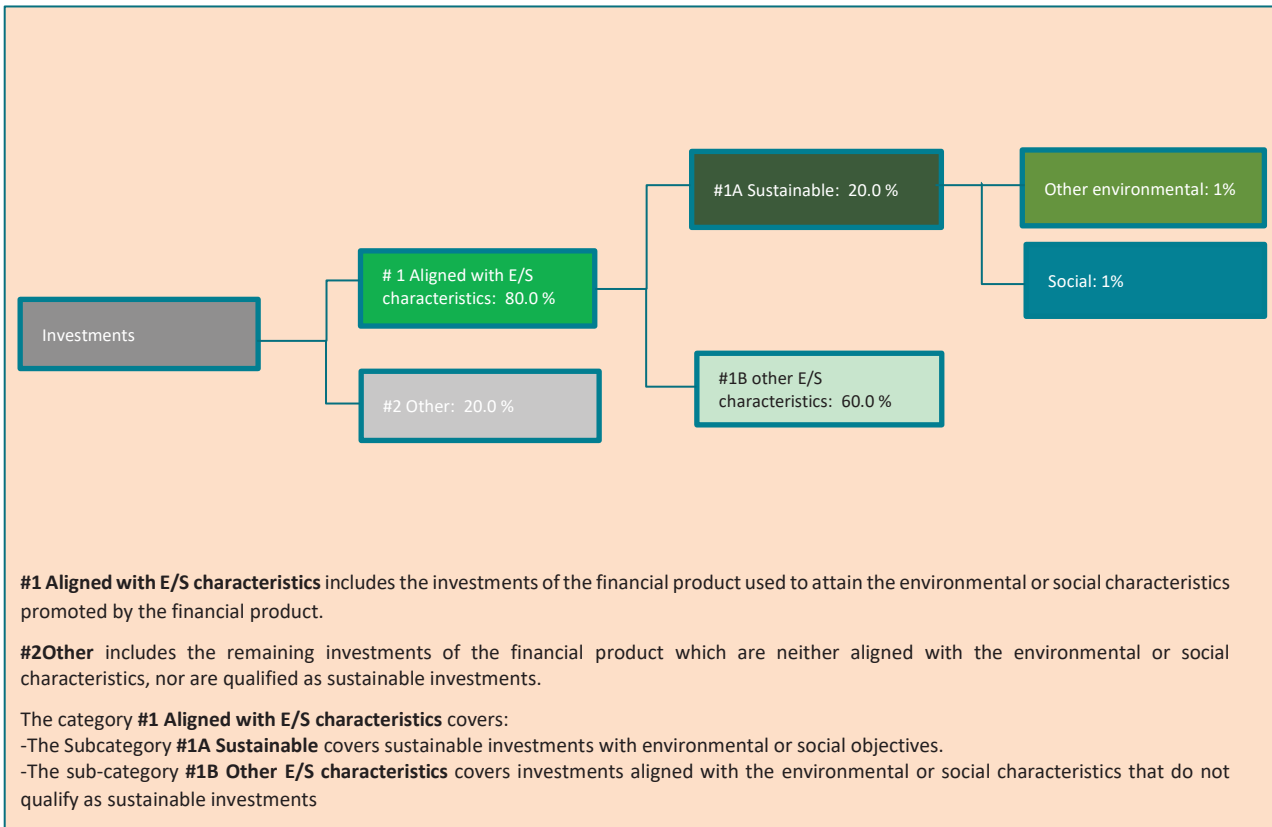 #1A Sustainable: 20.0 %
Other environmental: 1%
# 1 Aligned with E/S
characteristics: 80.0 %
Social: 1%
Investments
#1B other E/S
characteristics: 60.0 %
#2 Other: 20.0 %
#1 Aligned with E/S characteristics includes the investments of the financial product used to attain the environmental or social characteristics
promoted by the financial product.
#2Other includes the remaining investments of the financial product which are neither aligned with the environmental or social
characteristics, nor are qualified as sustainable investments.
The category #1 Aligned with E/S characteristics covers:
-The Subcategory #1A Sustainable covers sustainable investments with environmental or social objectives.
-The sub-category #1B Other E/S characteristics covers investments aligned with the environmental or social characteristics that do not
qualify as sustainable investments